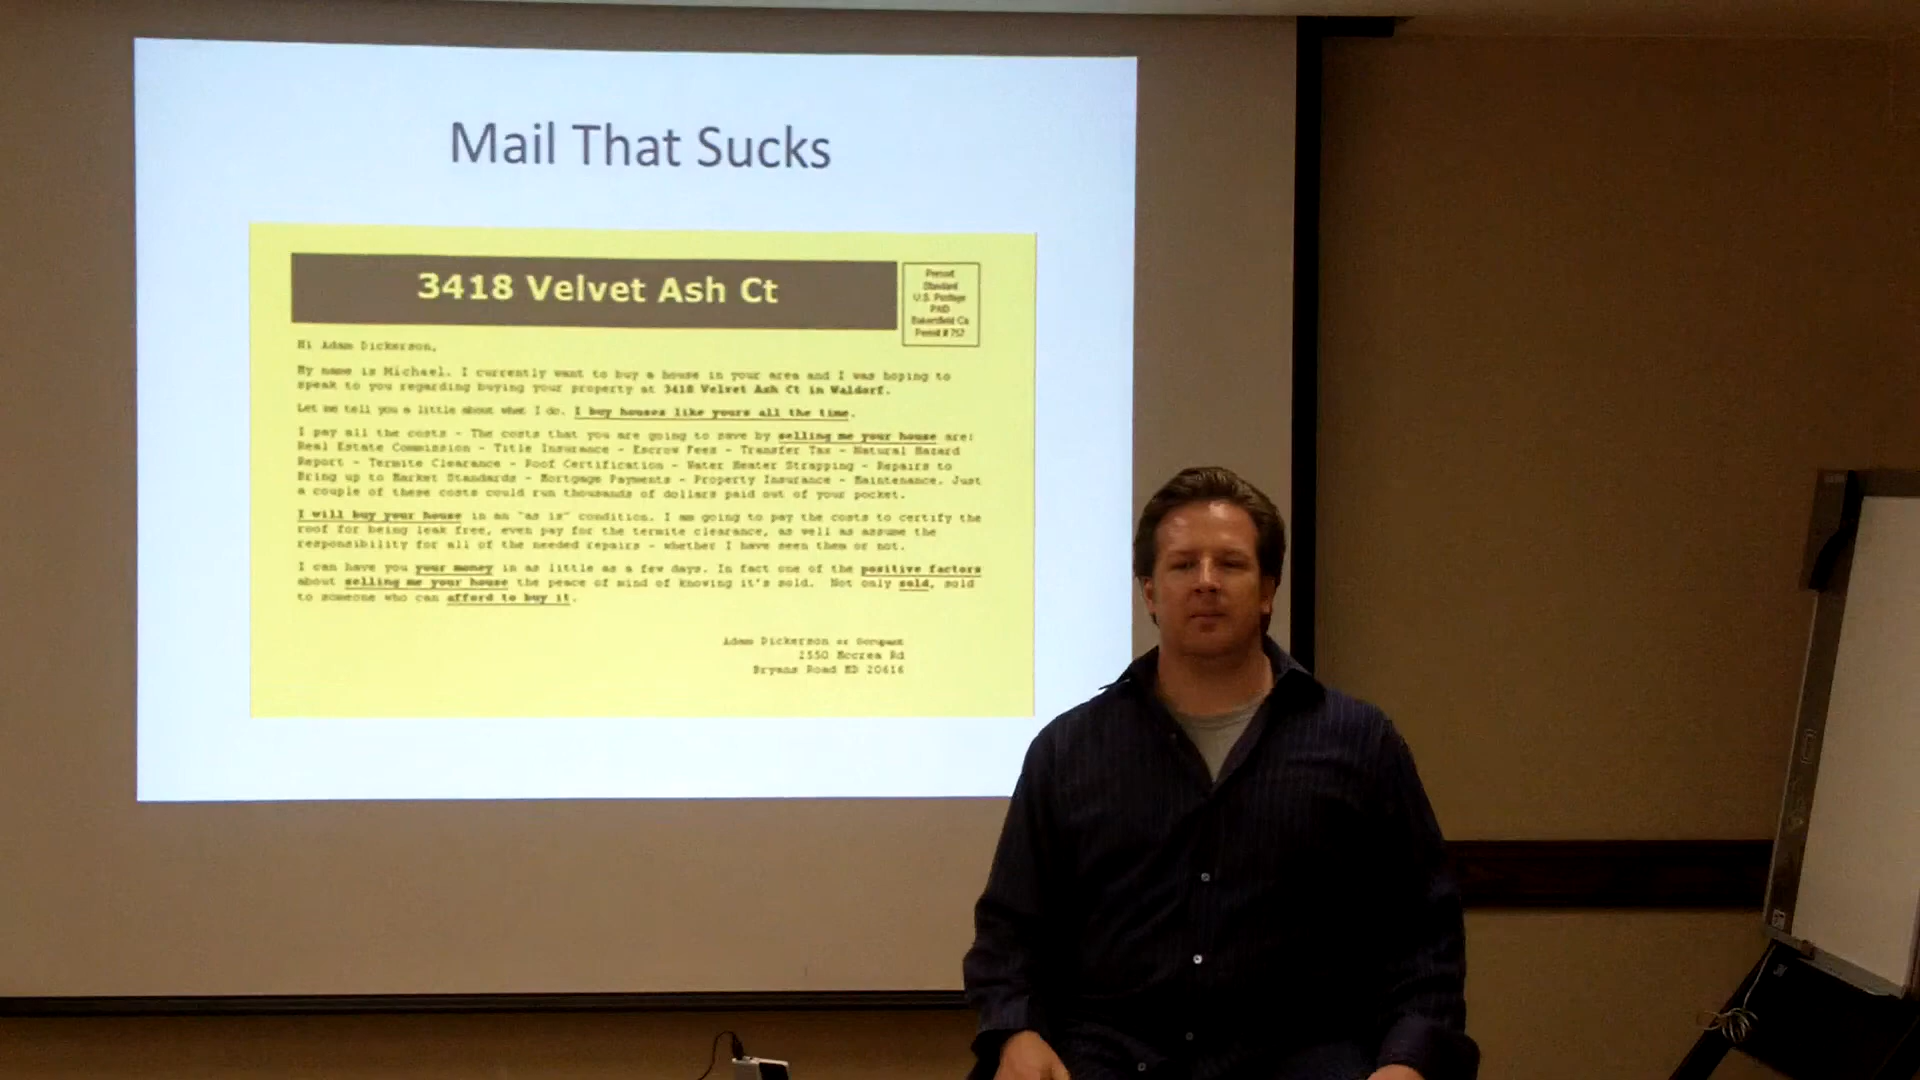 Mail That Sucks
3418 Velvet Ash Ct
Permit
Standard
U.S. Postage
PAID
Bakersfield Ca
Permit # 752
Hi Adam Dickerson,
My name is Michael. I currently want to buy a house in your area and I was hoping to
speak to you regarding buying your property at 3418 Velvet Ash Ct in Waldorf.
Let me tell you a little about what I do. I buy houses like yours all the time.
I pay all the costs - The costs that you are going to save by selling me your house are:
Real Estate Commission - Title Insurance - Escrow Fees - Transfer Tax - Natural Hazard
Report - Termite Clearance - Roof Certification - Water Heater Strapping - Repairs to
Bring up to Market Standards - Mortgage Payments - Property Insurance - Maintenance. Just
a couple of these costs could run thousands of dollars paid out of your pocket.
I will buy your house in an "as is" condition. I am going to pay the costs to certify the
roof for being leak free, even pay for the termite clearance, as well as assume the
responsibility for all of the needed repairs - whether I have seen them or not.
I can have you your money in as little as a few days. In fact one of the positive factors
about selling me your house the peace of mind of knowing it's sold. Not only sold, sold
to someone who can afford to buy it.
Adam Dickerson or
2550 Mccrea Rd
Bryans Road MD 20616